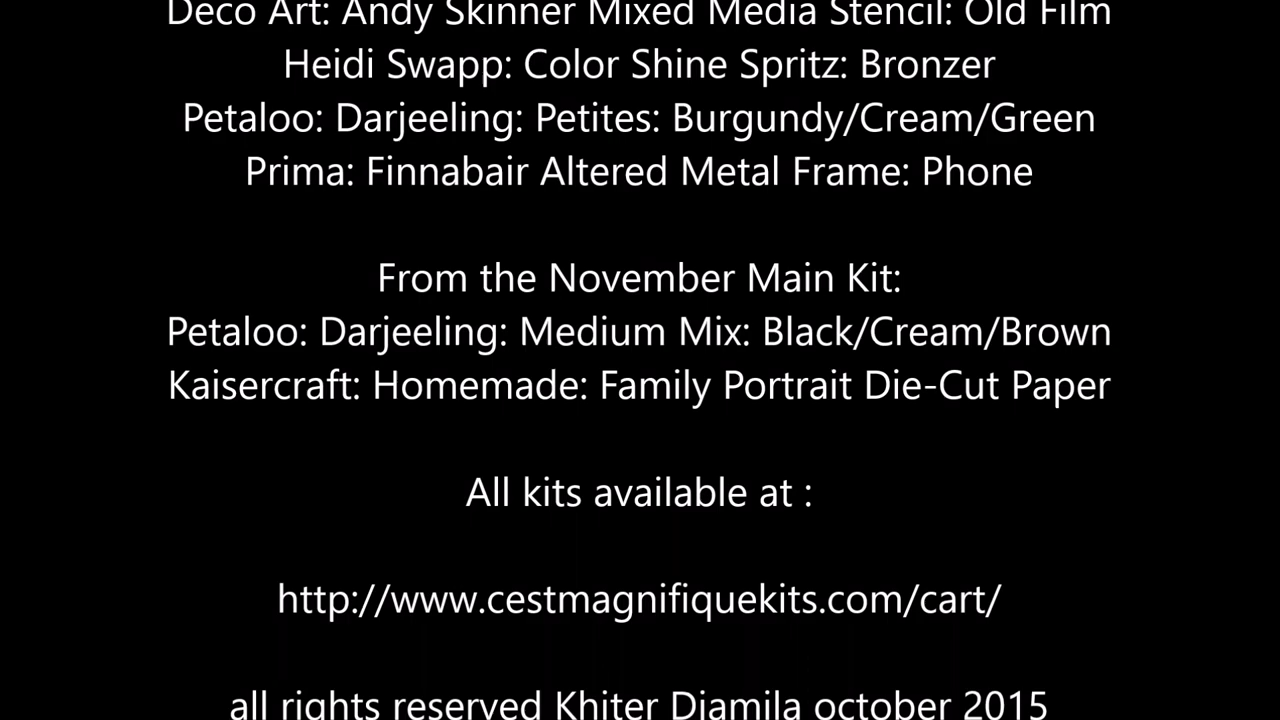 Deco Art: Andy Skinner Mixed Media Stencil: Old Film
Heidi Swapp: Color Shine Spritz: Bronzer
Petaloo: Darjeeling: Petites: Burgundy/Cream/Green
Prima: Finnabair Altered Metal Frame: Phone
From the November Main Kit:
Petaloo: Darjeeling: Medium Mix: Black/Cream/Brown
Kaisercraft: Homemade: Family Portrait Die-Cut Paper
All kits available at :
http://www.cestmagnifiquekits.com/cart/
all rights reserved Khiter Djamila october 2015